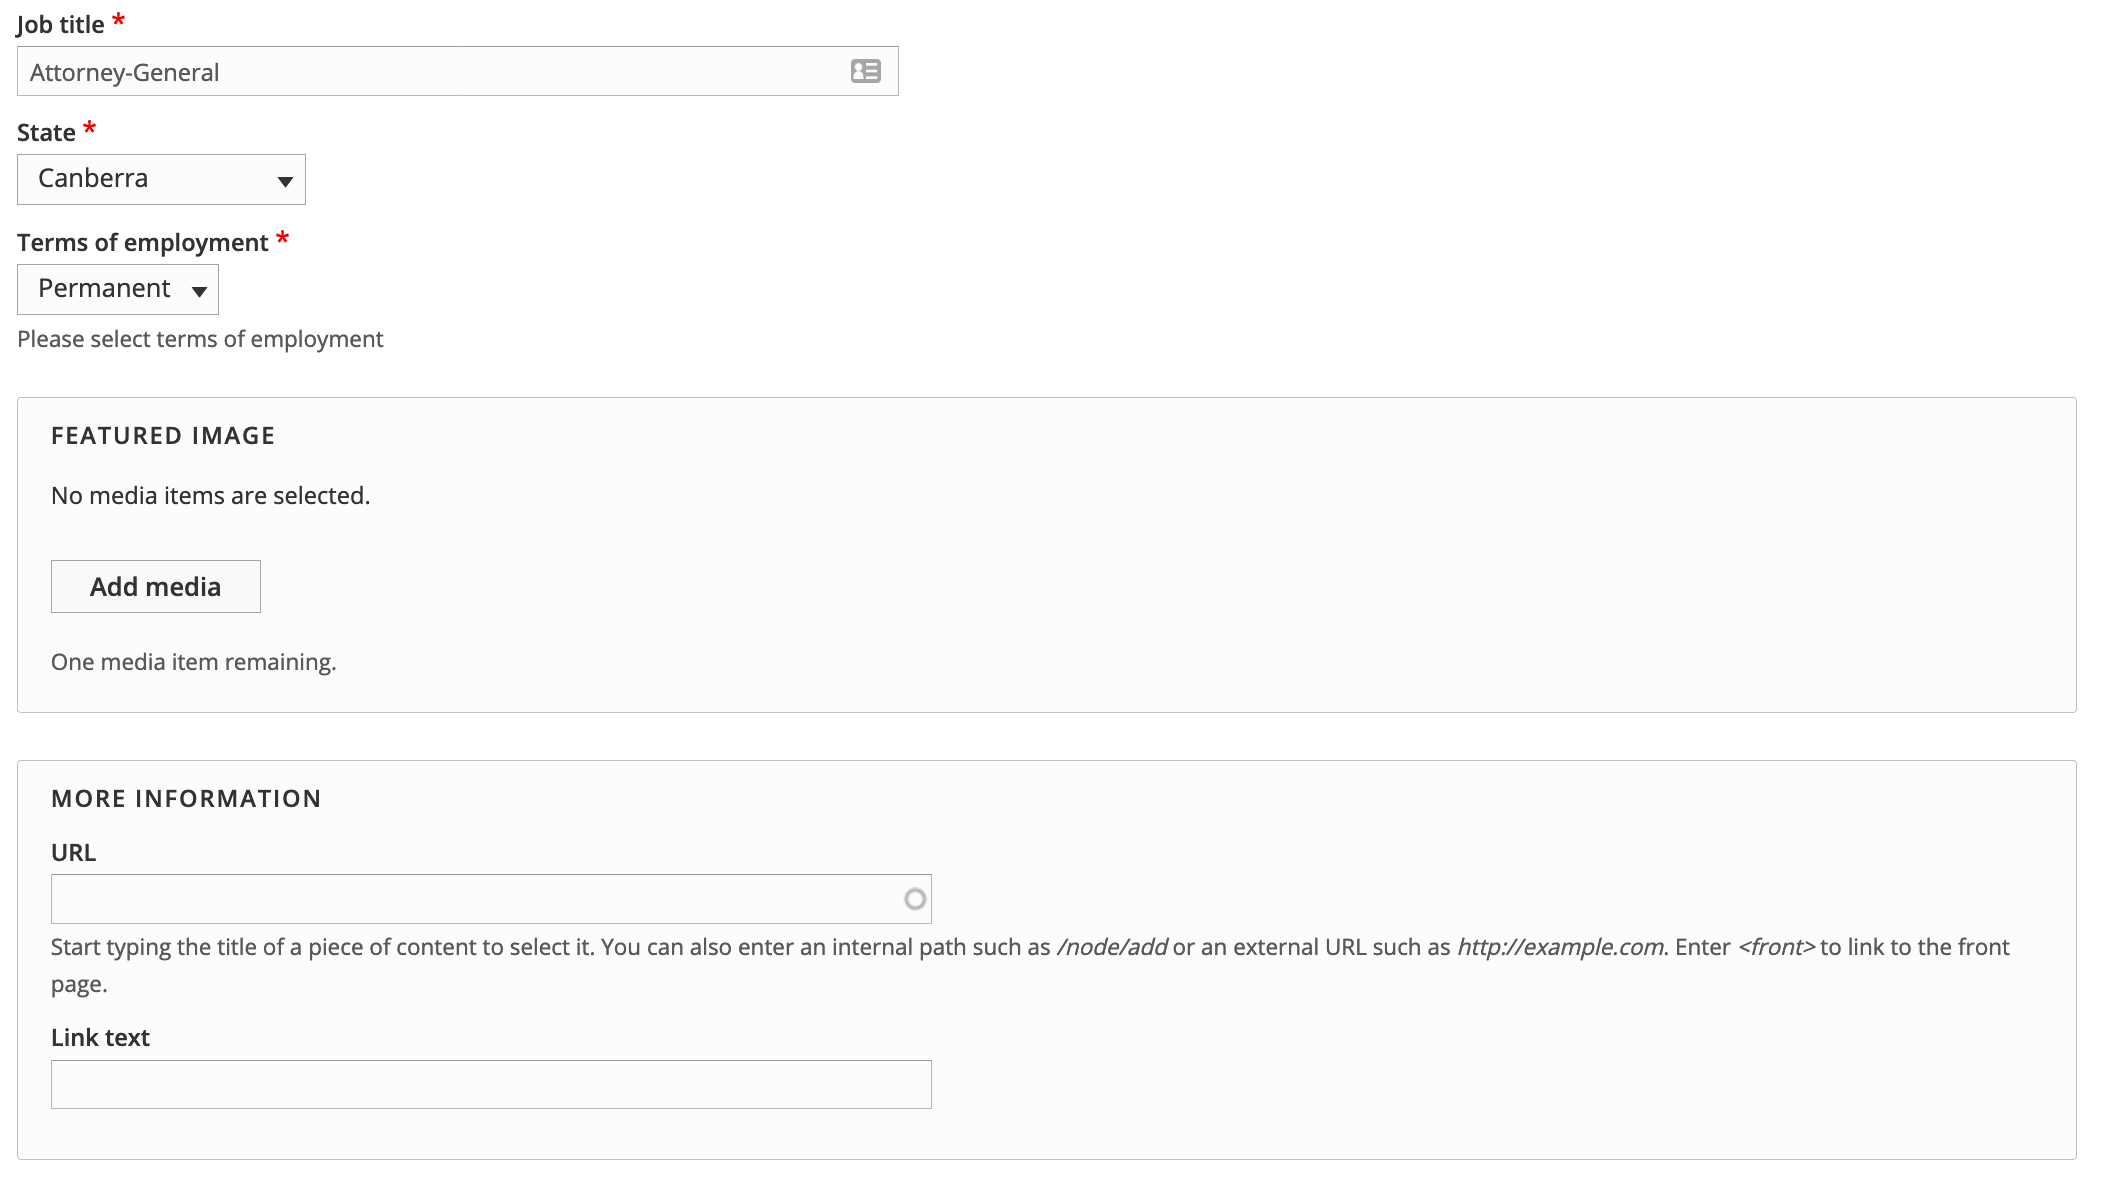 Job title *
Attorney-General
State *
Canberra
Terms of employment *
Permanent
Please select terms of employment
FEATURED IMAGE
No media items are selected.
Add media
One media item remaining.
MORE INFORMATION
URL
Start typing the title of a piece of content to select it. You can also enter an internal path such as /node/add or an external URL such as http://example.com. Enter <front> to link to the front
page.
Link text